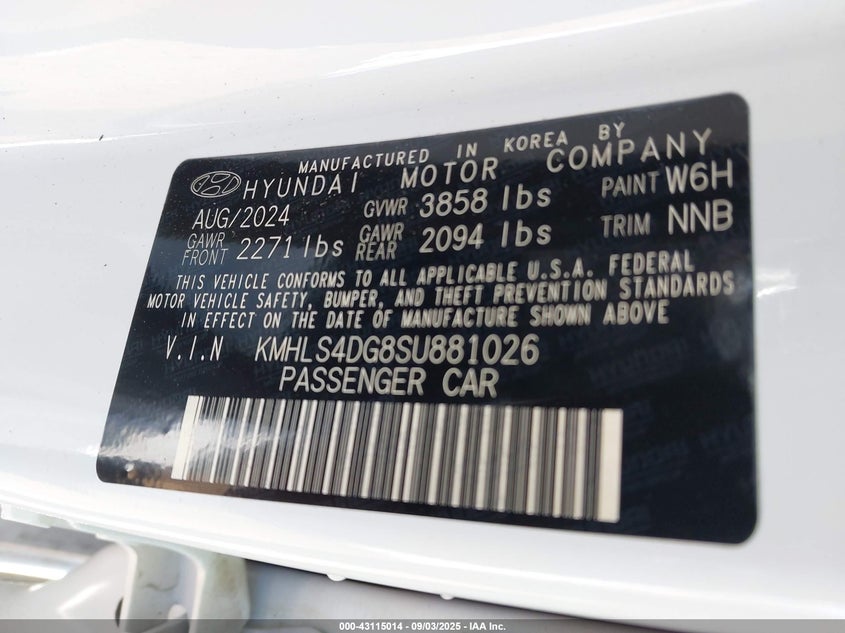 MANUFACTURED IN KOREA BY
HYUNDAI MOTOR COMPANY
AUG/2024 GVWR 3858 lbs PAINT W6H
GAWR FRONT 2271 lbs GAWR REAR 2094 lbs TRIM NNB
THIS VEHICLE CONFORMS TO ALL APPLICABLE U.S.A. FEDERAL
MOTOR VEHICLE SAFETY, BUMPER, AND THEFT PREVENTION STANDARDS
IN EFFECT ON THE DATE OF MANUFACTURE SHOWN ABOVE
V.I.N KMHLS4DG8SU881026
PASSENGER CAR
000-43115014 - 09/03/2025 - IAA Inc.